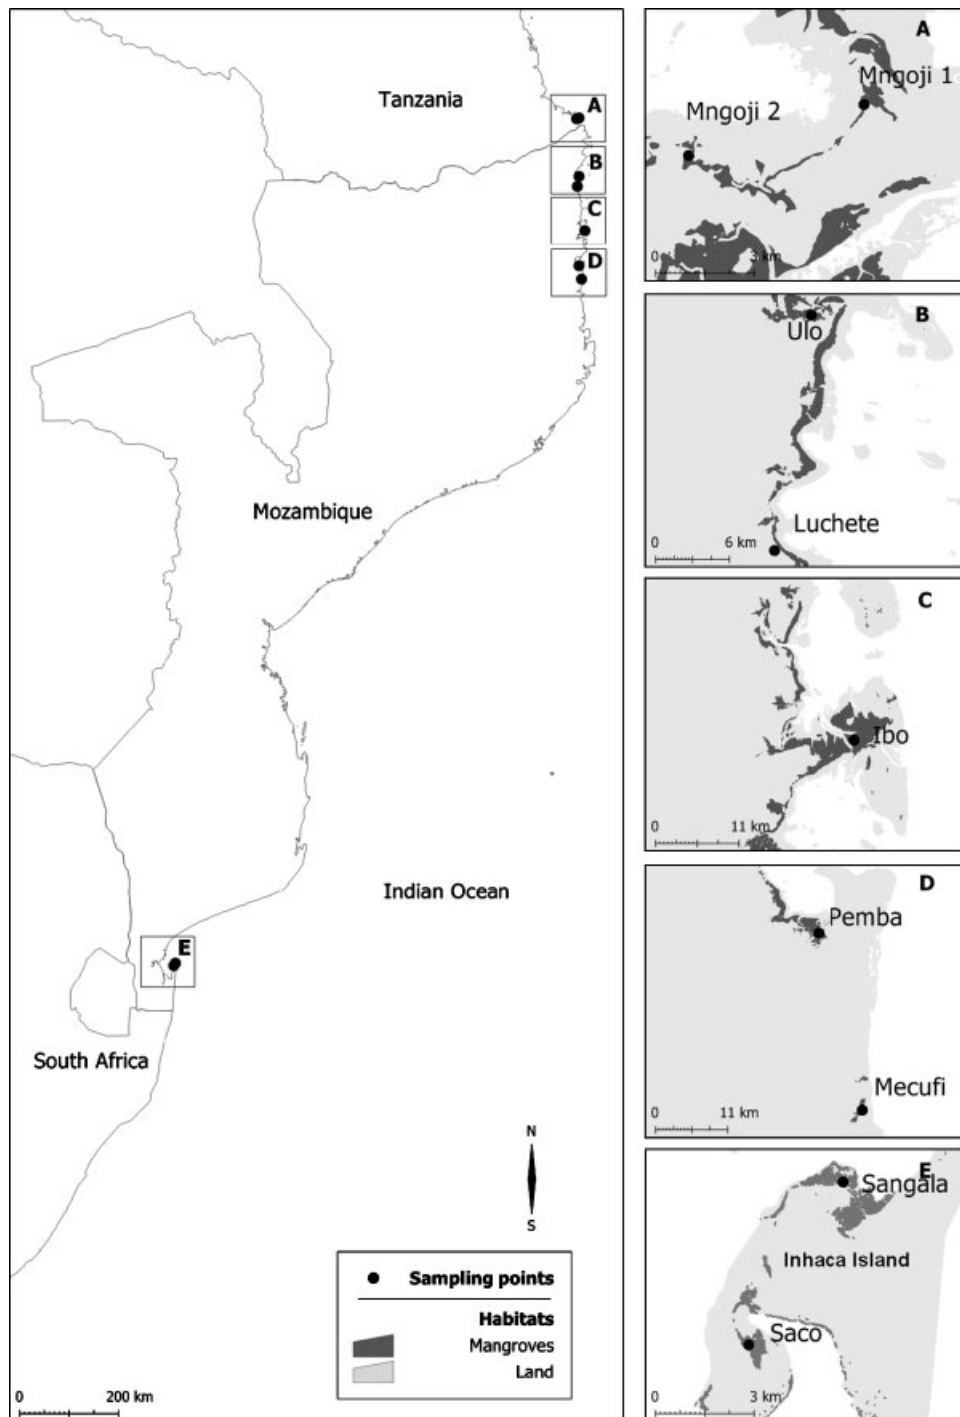 Tanzania
A
B
C
D
Mozambique
Indian Ocean
E
South Africa
N
S
Sampling points
Habitats
Mangroves
Land
0 200 km
A
Mngoji 1
Mngoji 2
3 km
B
Ulo
Luchete
0 6 km
C
Ibo
0 11 km
D
Pemba
Mecufi
0 11 km
E
Sangala
Inhaca Island
Saco
0 3 km